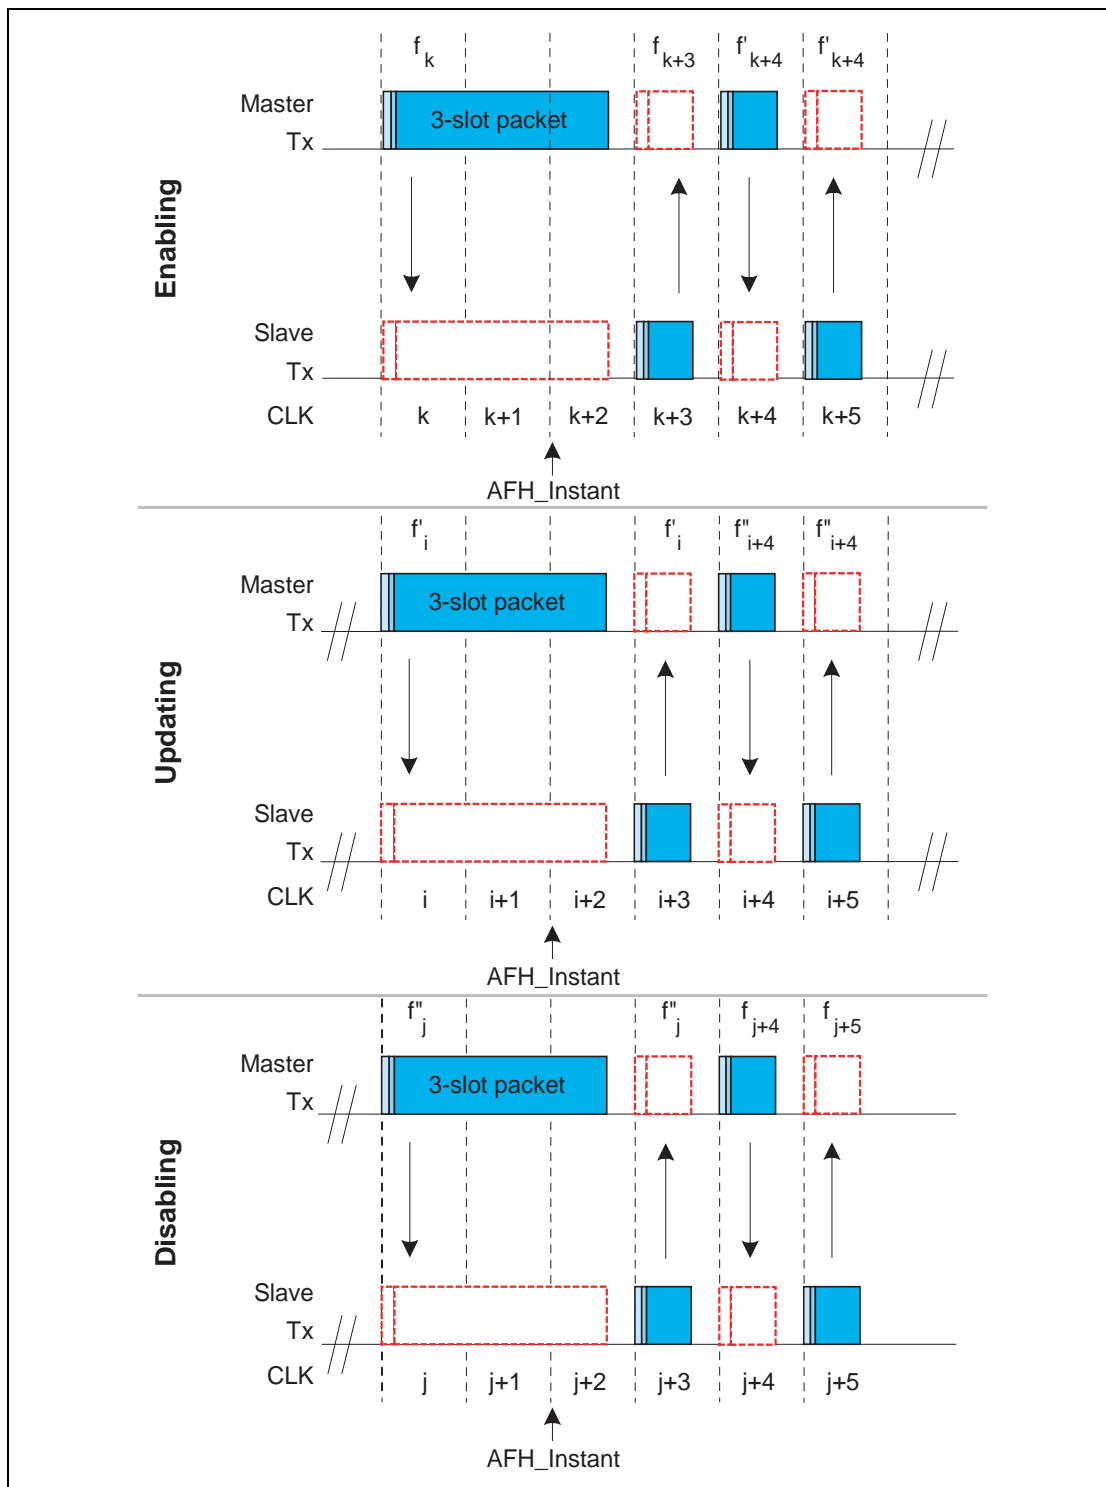 f k f k+3 f' k+4 f' k+4
Master
Tx
3-slot packet
Enabling
Slave
Tx
CLK k k+1 k+2 k+3 k+4 k+5
AFH_Instant
f' i f' i f" i+4 f" i+4
Master
Tx
3-slot packet
Updating
Slave
Tx
CLK i i+1 i+2 i+3 i+4 i+5
AFH_Instant
f" j f" j f j+4 f j+5
Master
Tx
3-slot packet
Disabling
Slave
Tx
CLK j j+1 j+2 j+3 j+4 j+5
AFH_Instant